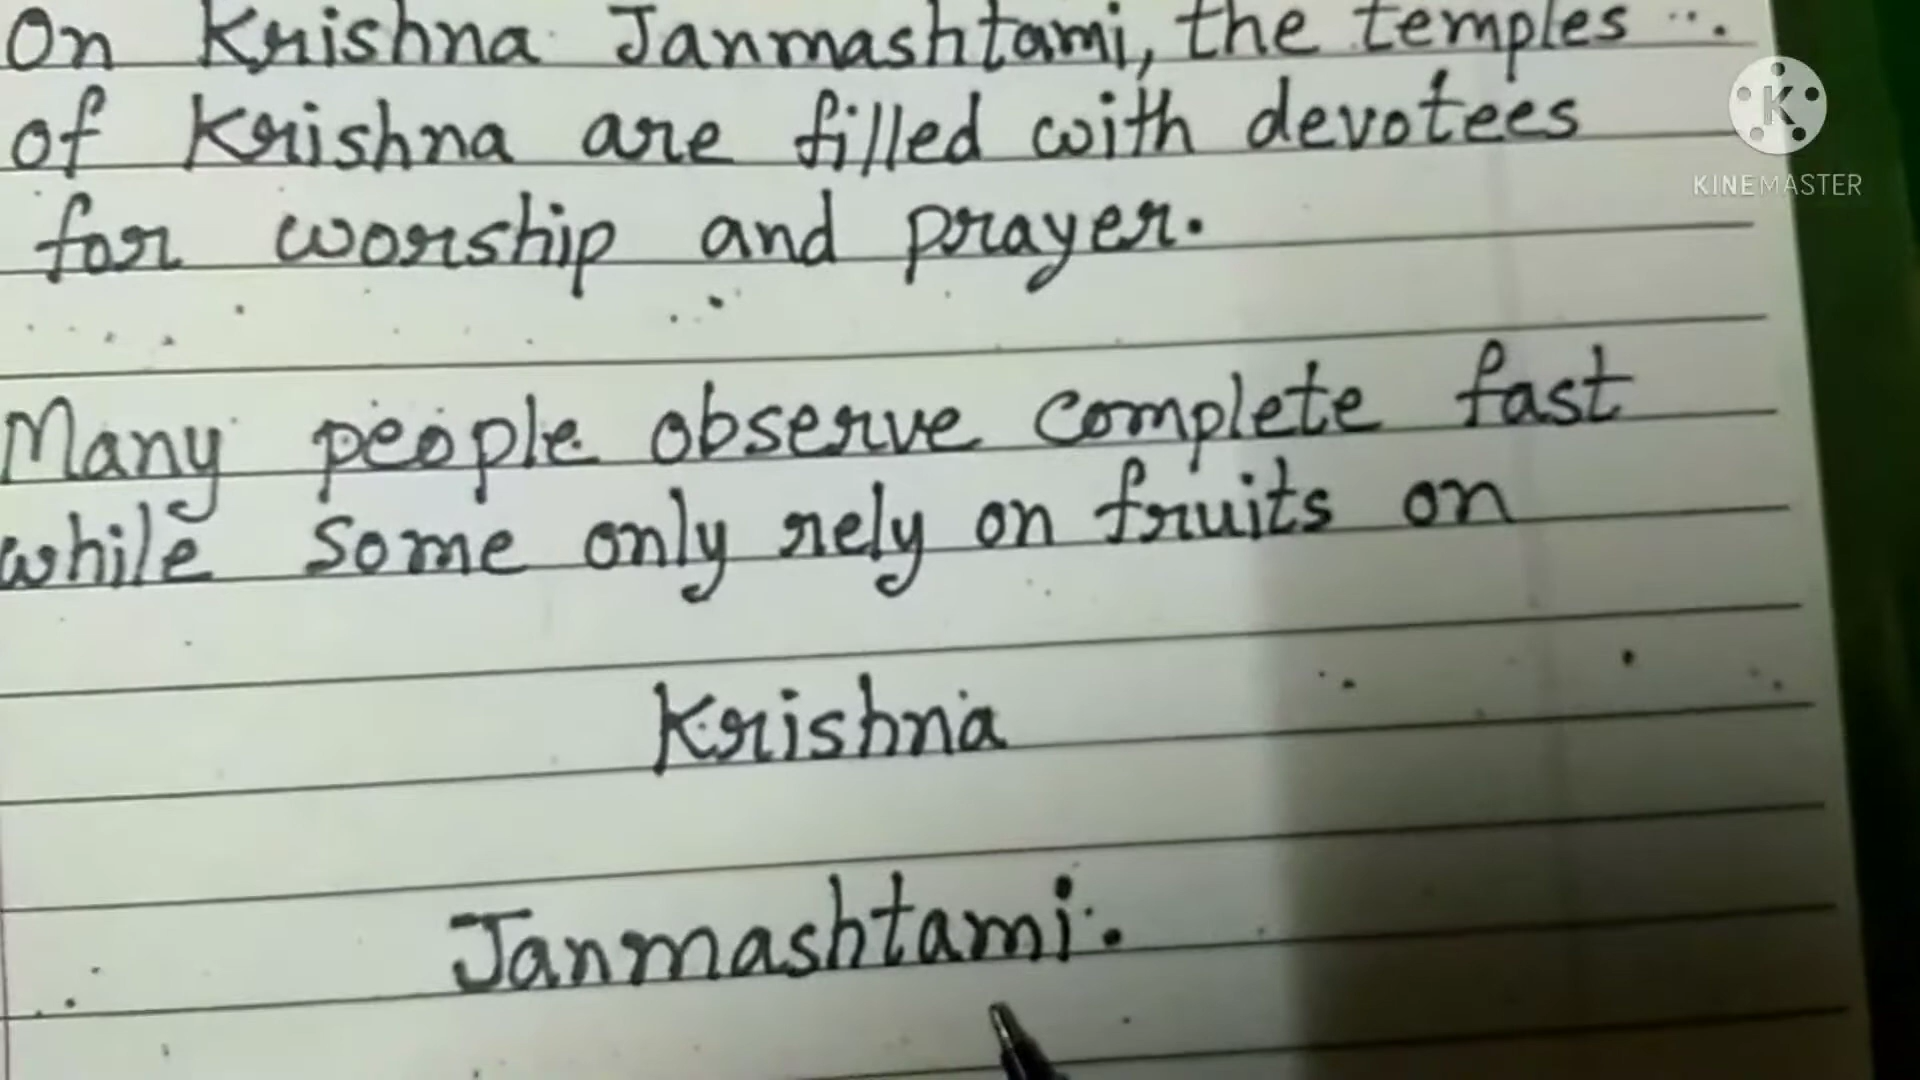 On Krishna Janmashtami, the temples
of Krishna are filled with devotees
for worship and prayer.
Many people observe complete fast
while some only rely on fruits on
Krishna
Janmashtami.
K
KINEMASTER